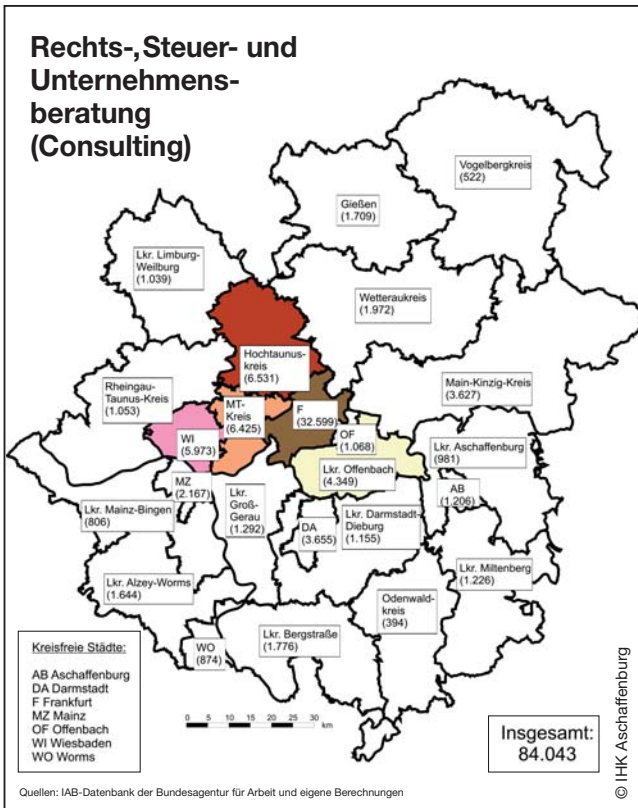 Rechts-, Steuer- und
Unternehmens-
beratung
(Consulting)
Vogelbergkreis
(522)
Gießen
(1.709)
Lkr. Limburg-
Weilburg
(1.039)
Wetteraukreis
(1.972)
Hochtaunus-
kreis
(6.531)
Rheingau-
Taunus-Kreis
(1.053)
MT-
Kreis
(6.425)
F
(32.599)
Main-Kinzig-Kreis
(3.627)
WI
(5.973)
OF
(1.068)
Lkr. Aschaffenburg
(981)
Lkr. Offenbach
(4.349)
MZ
(2.167)
AB
(1.206)
Lkr. Mainz-Bingen
(806)
Lkr.
Groß-
Gerau
(1.292)
DA
(3.655)
Lkr. Darmstadt-
Dieburg
(1.155)
Lkr. Alzey-Worms
(1.644)
Lkr. Miltenberg
(1.226)
Odenwald-
kreis
(394)
WO
(874)
Lkr. Bergstraße
(1.776)
Kreisfreie Städte:
AB Aschaffenburg
DA Darmstadt
F Frankfurt
MZ Mainz
OF Offenbach
WI Wiesbaden
WO Worms
0 5 10 15 20 25 30
km
Insgesamt:
84.043
Quellen: IAB-Datenbank der Bundesagentur für Arbeit und eigene Berechnungen
© IHK Aschaffenburg